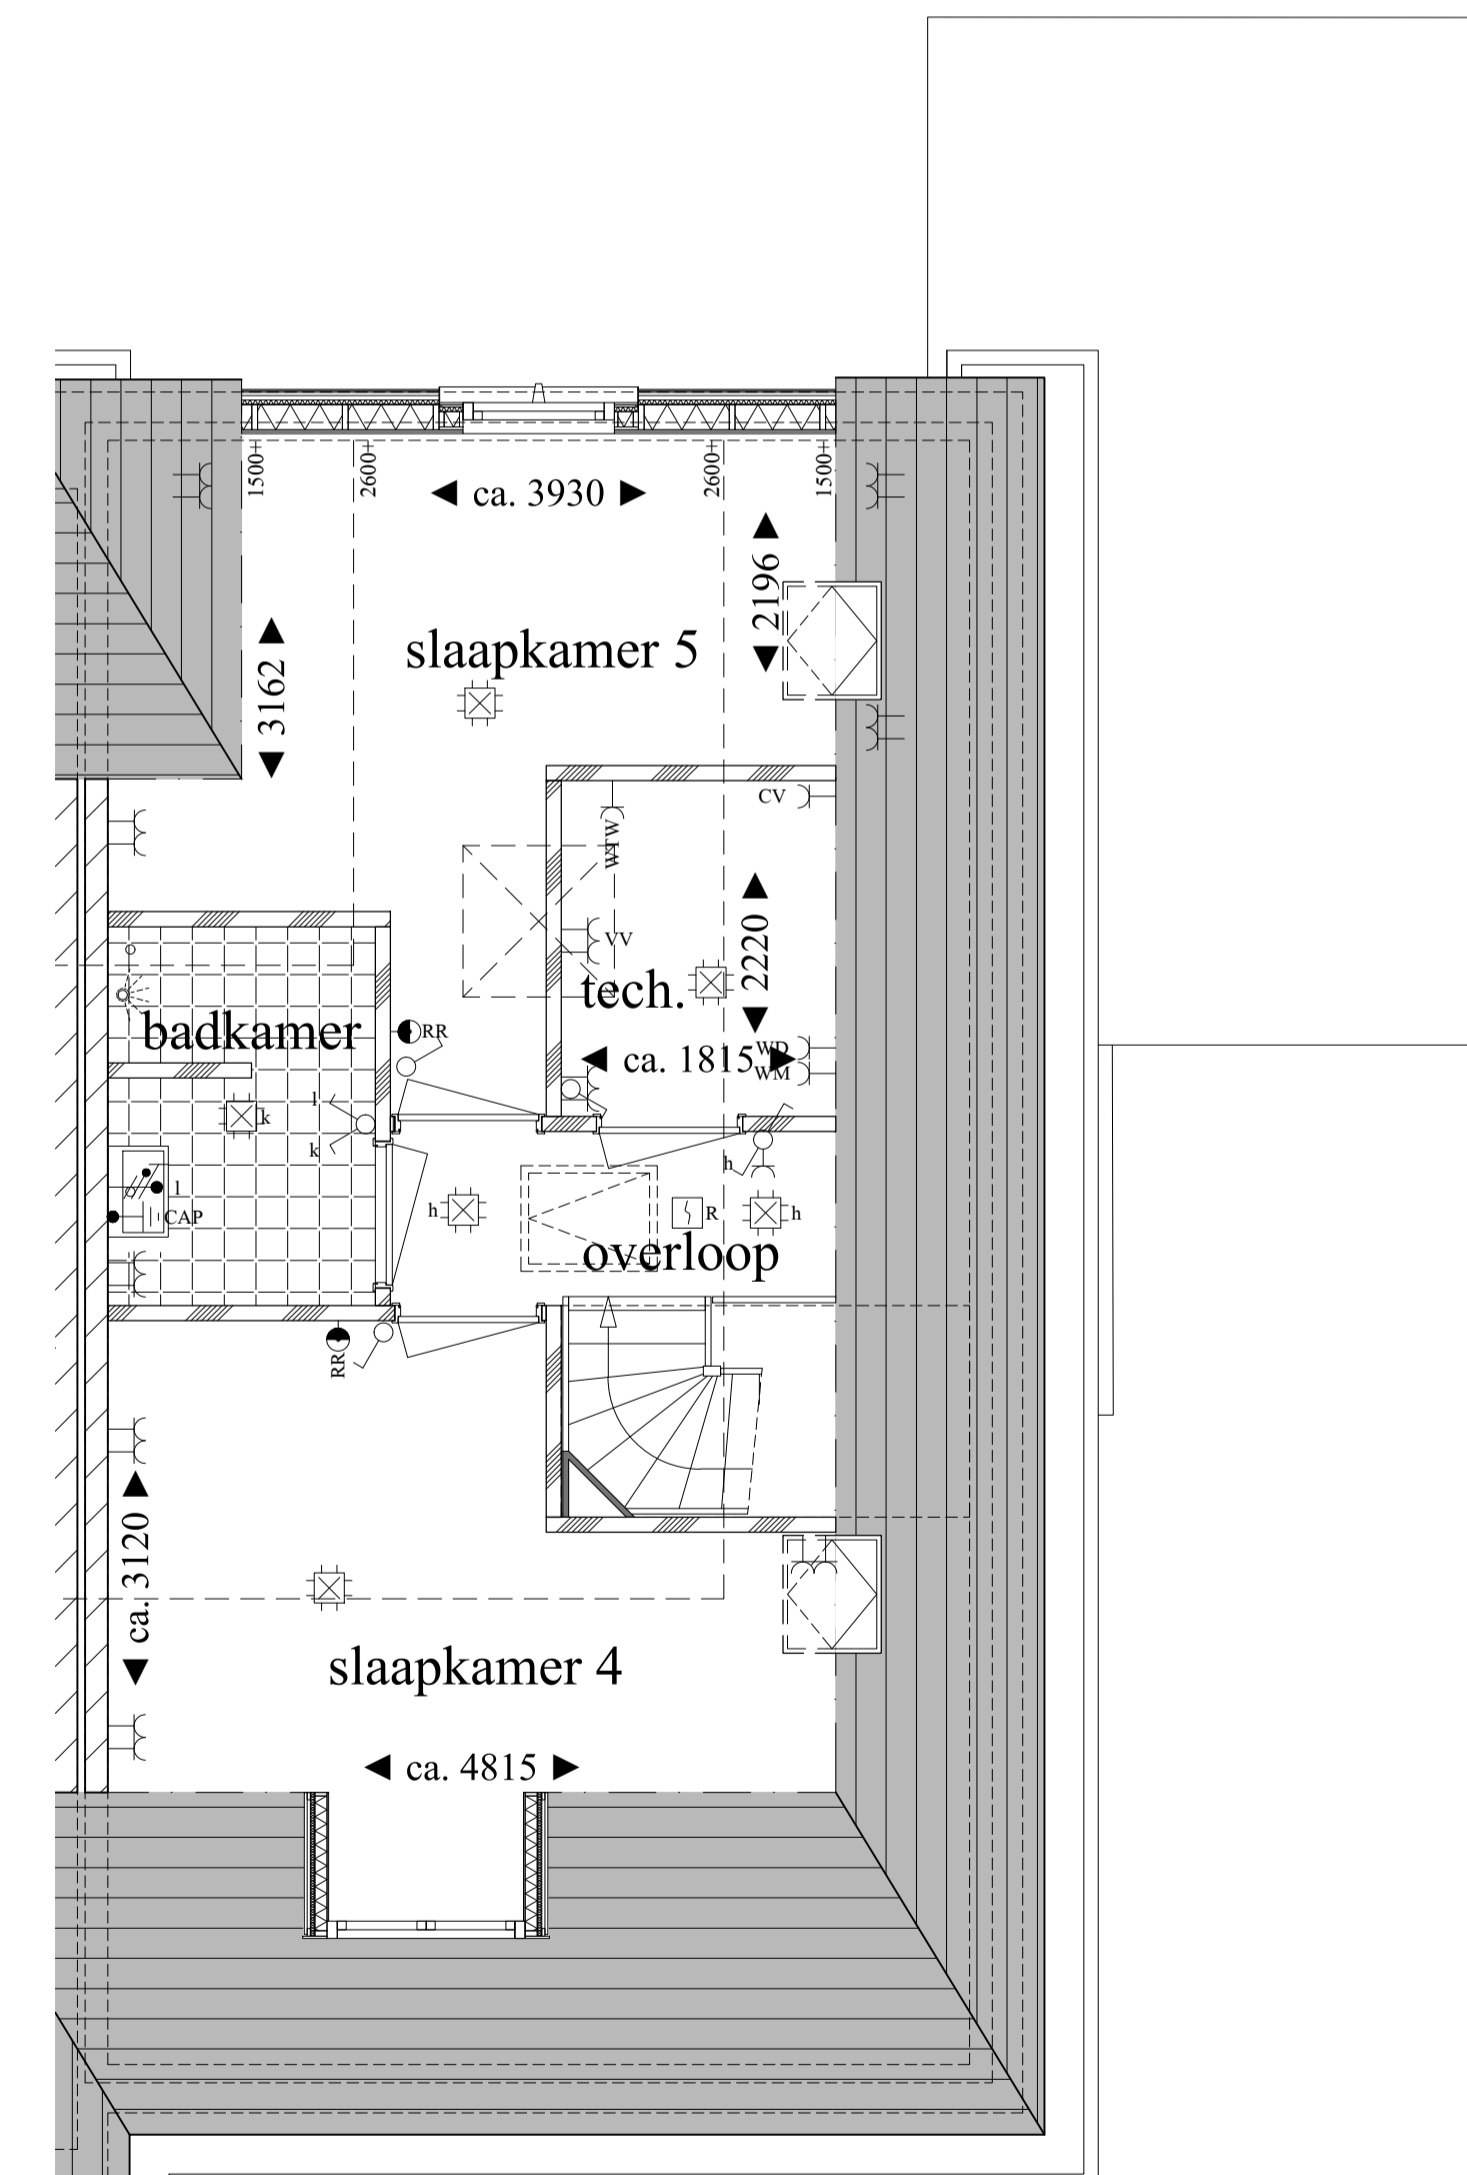 1500+
2600+
2600+
1500+
ca. 3930
2196
3162
slaapkamer 5
CV
WTW
VV
2220
tech.
badkamer
RR
ca. 1815
WD
WM
l
k
k
h
l
CAP
h
R
h
overloop
RR
ca. 3120
slaapkamer 4
ca. 4815